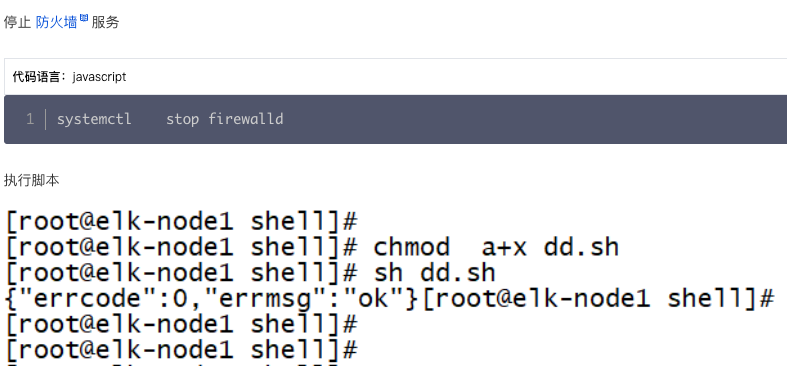 停止 防火墙 服务
代码语言：javascript
1 systemctl    stop firewalld
执行脚本
[root@elk-node1 shell]#
[root@elk-node1 shell]# chmod  a+x dd.sh
[root@elk-node1 shell]# sh dd.sh
{"errcode":0,"errmsg":"ok"}[root@elk-node1 shell]#
[root@elk-node1 shell]#
[root@elk-node1 shell]#